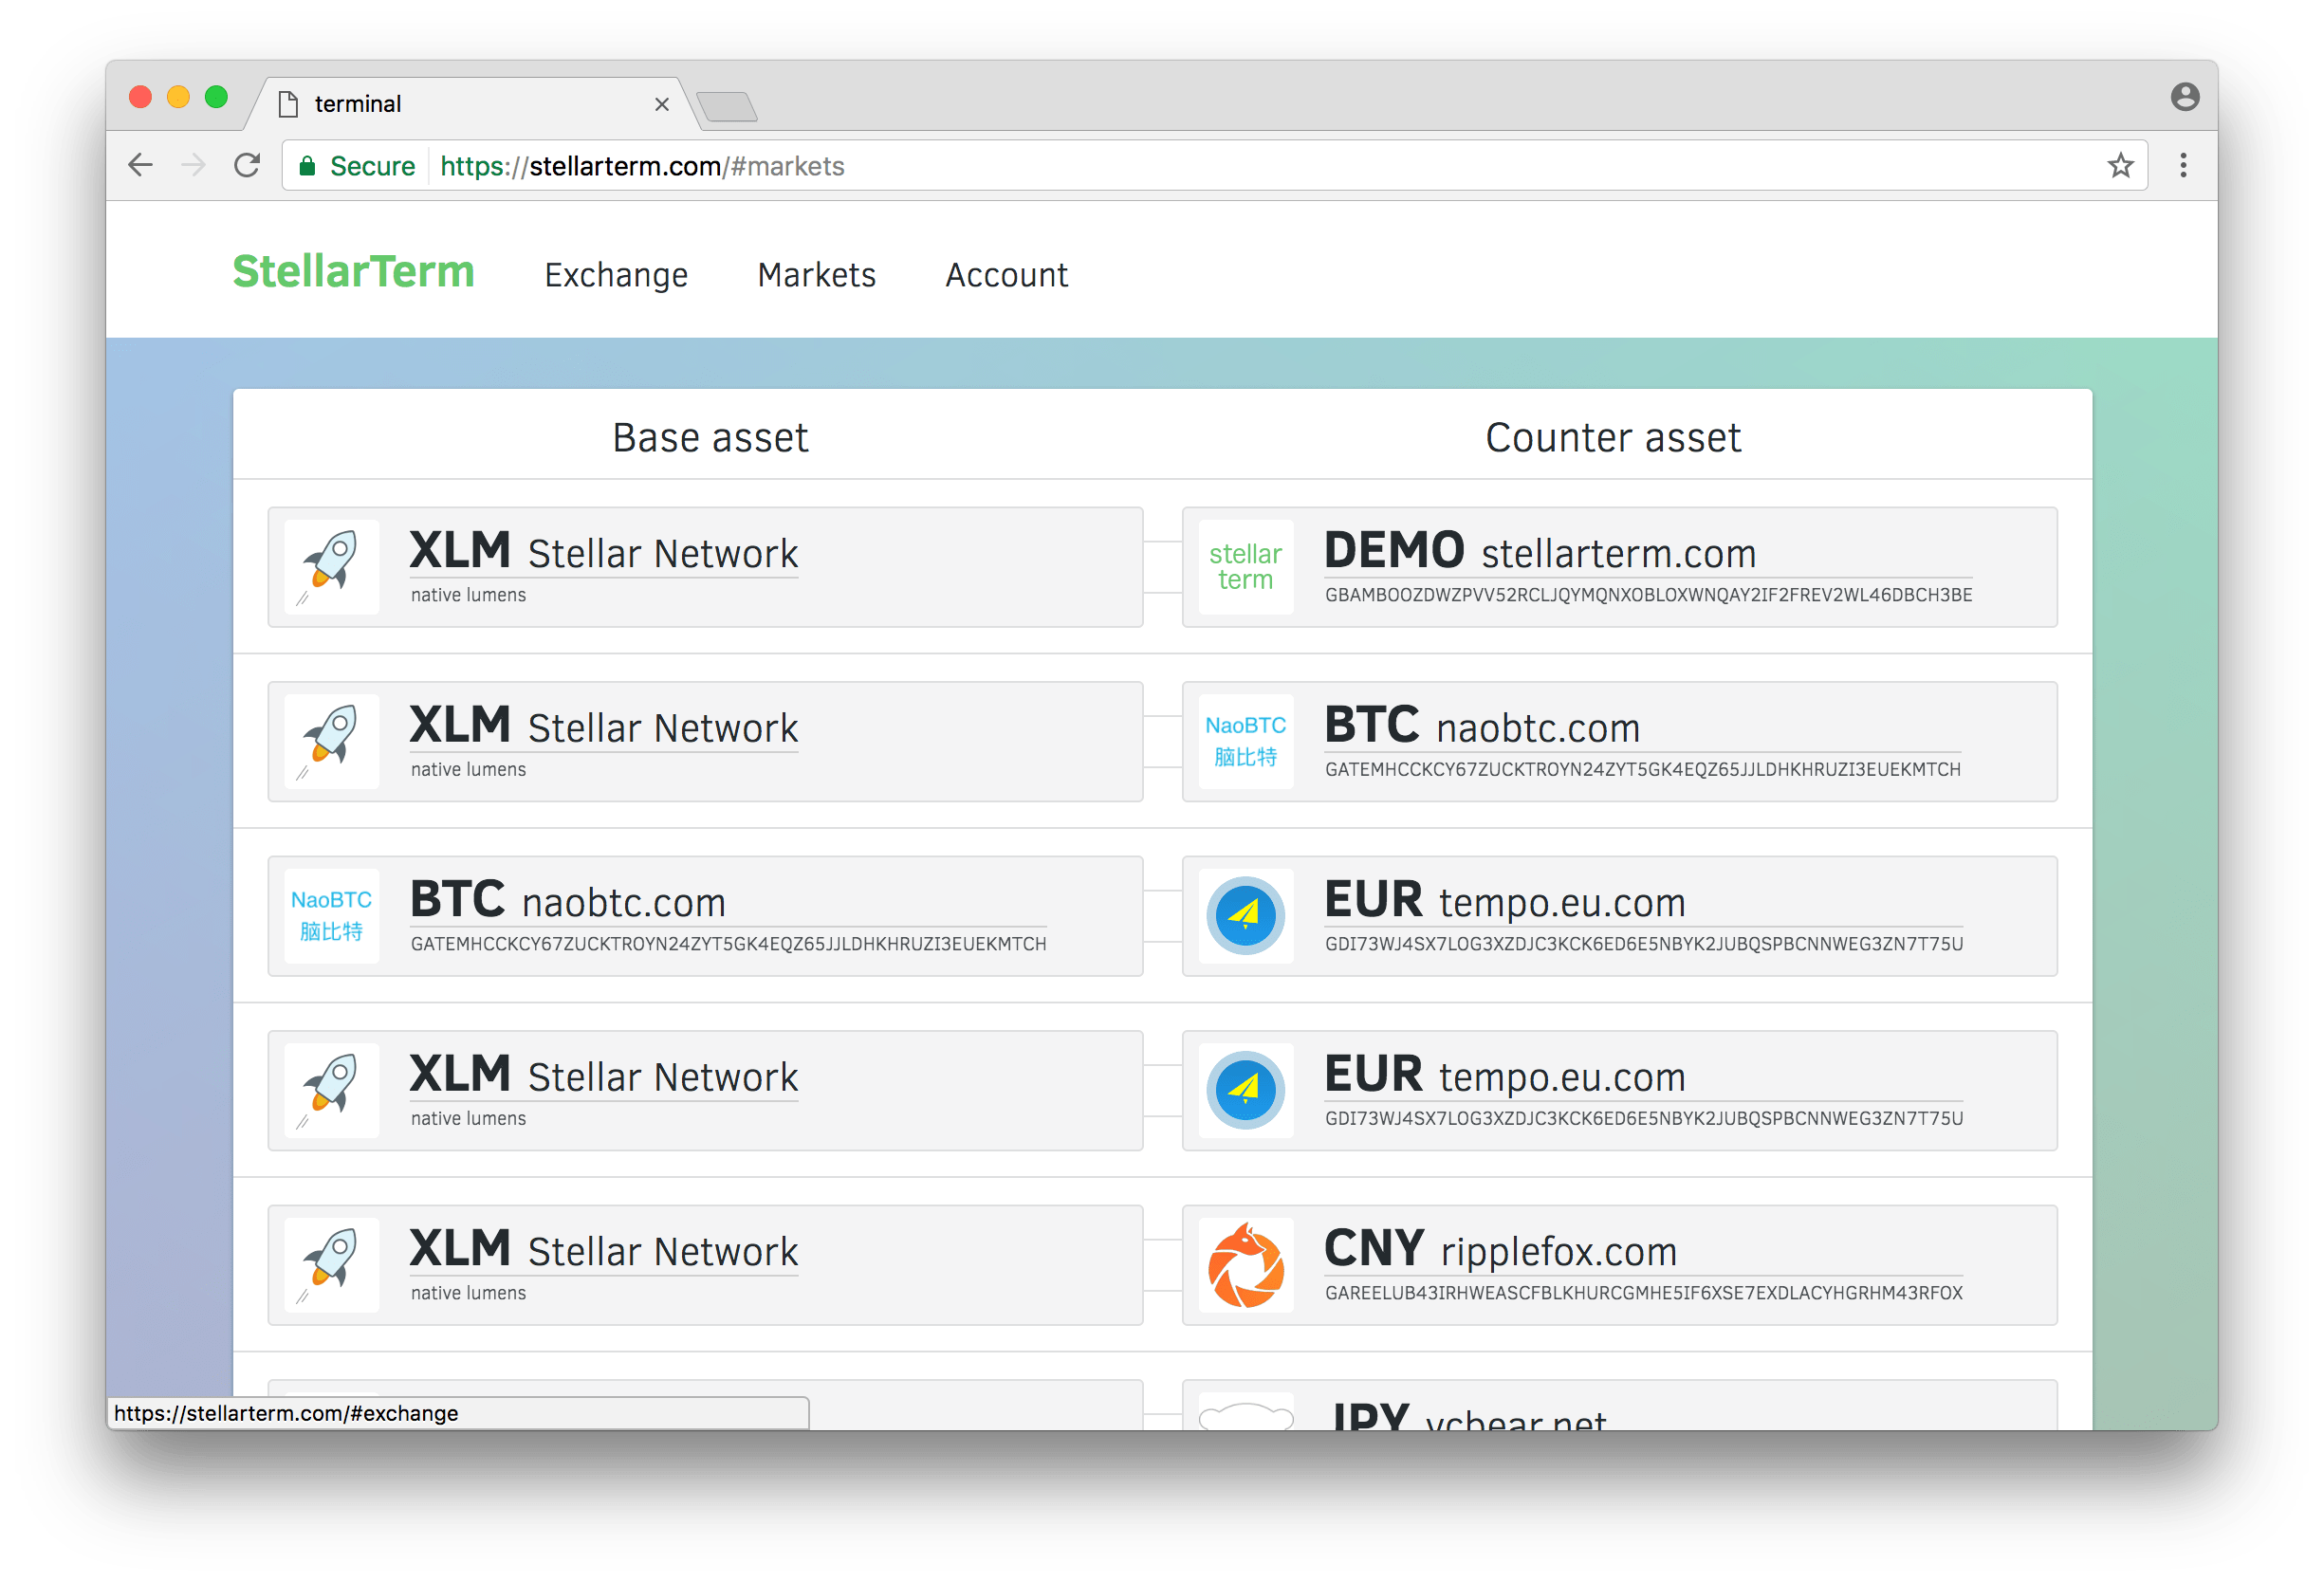 terminal
Secure https://stellarterm.com/#markets
StellarTerm Exchange Markets Account
Base asset Counter asset
XLM Stellar Network
native lumens
stellar
term
DEMO stellarterm.com
GBAMBOOZDWZPVV52RCLJQYMQNXOBLOXWNQAY2IF2FREV2WL46DBCH3BE
XLM Stellar Network
native lumens
NaoBTC
脑比特
BTC naobtc.com
GATEMHCCKCY67ZUCKTROYN24ZYT5GK4EQZ65JJLDHKHRUZI3EUEKMTCH
NaoBTC
脑比特
BTC naobtc.com
GATEMHCCKCY67ZUCKTROYN24ZYT5GK4EQZ65JJLDHKHRUZI3EUEKMTCH
EUR tempo.eu.com
GDI73WJ4SX7LOG3XZDJC3KCK6ED6E5NBYK2JUBQSPBCNNWEG3ZN7T75U
XLM Stellar Network
native lumens
EUR tempo.eu.com
GDI73WJ4SX7LOG3XZDJC3KCK6ED6E5NBYK2JUBQSPBCNNWEG3ZN7T75U
XLM Stellar Network
native lumens
CNY ripplefox.com
GAREELUB43IRHWEASCFBLKHURCGMHE5IF6XSE7EXDLACYHGRHM43RFOX
JPY vcbear.net
https://stellarterm.com/#exchange